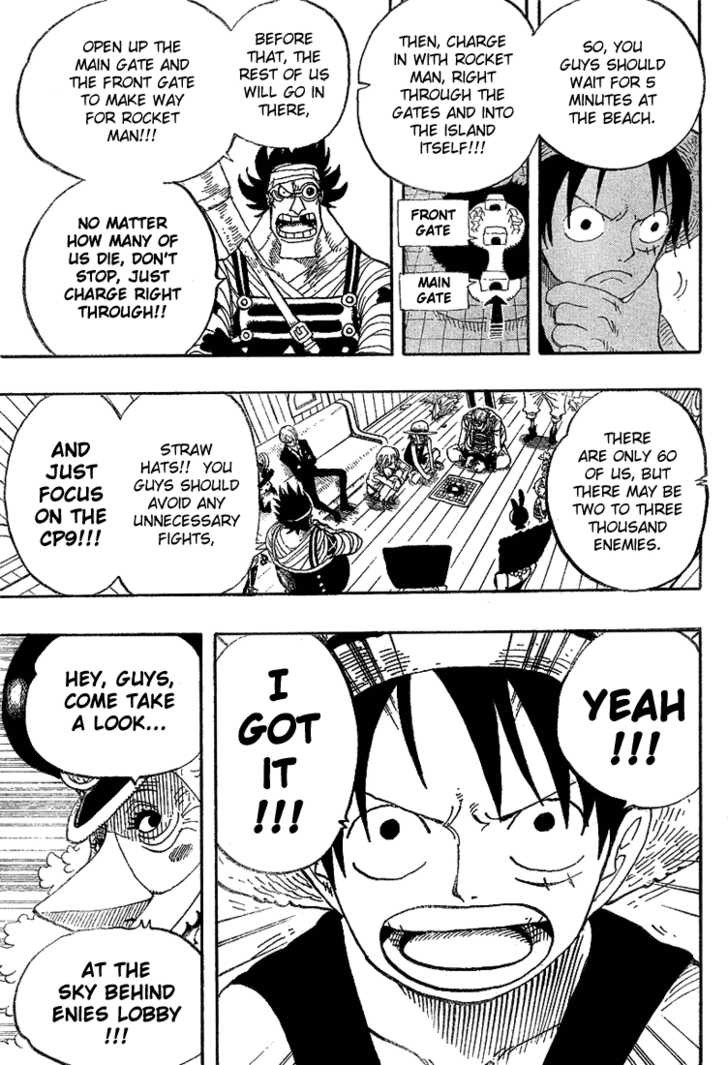 SO, YOU
GUYS SHOULD
WAIT FOR 5
MINUTES AT
THE BEACH.
THEN, CHARGE
IN WITH ROCKET
MAN, RIGHT
THROUGH THE
GATES AND INTO
THE ISLAND
ITSELF!!!
FRONT
GATE
MAIN
GATE
BEFORE
THAT, THE
REST OF US
WILL GO IN
THERE,
OPEN UP THE
MAIN GATE AND
THE FRONT GATE
TO MAKE WAY
FOR ROCKET
MAN!!!
NO MATTER
HOW MANY OF
US DIE, DON'T
STOP, JUST
CHARGE RIGHT
THROUGH!!
THERE
ARE ONLY 60
OF US, BUT
THERE MAY BE
TWO TO THREE
THOUSAND
ENEMIES.
STRAW
HATS!! YOU
GUYS SHOULD
AVOID ANY
UNNECESSARY
FIGHTS,
AND
JUST
FOCUS
ON THE
CP9!!!
YEAH
!!!
I
GOT
IT
!!!
HEY, GUYS,
COME TAKE
A LOOK...
AT THE
SKY BEHIND
ENIES LOBBY
!!!